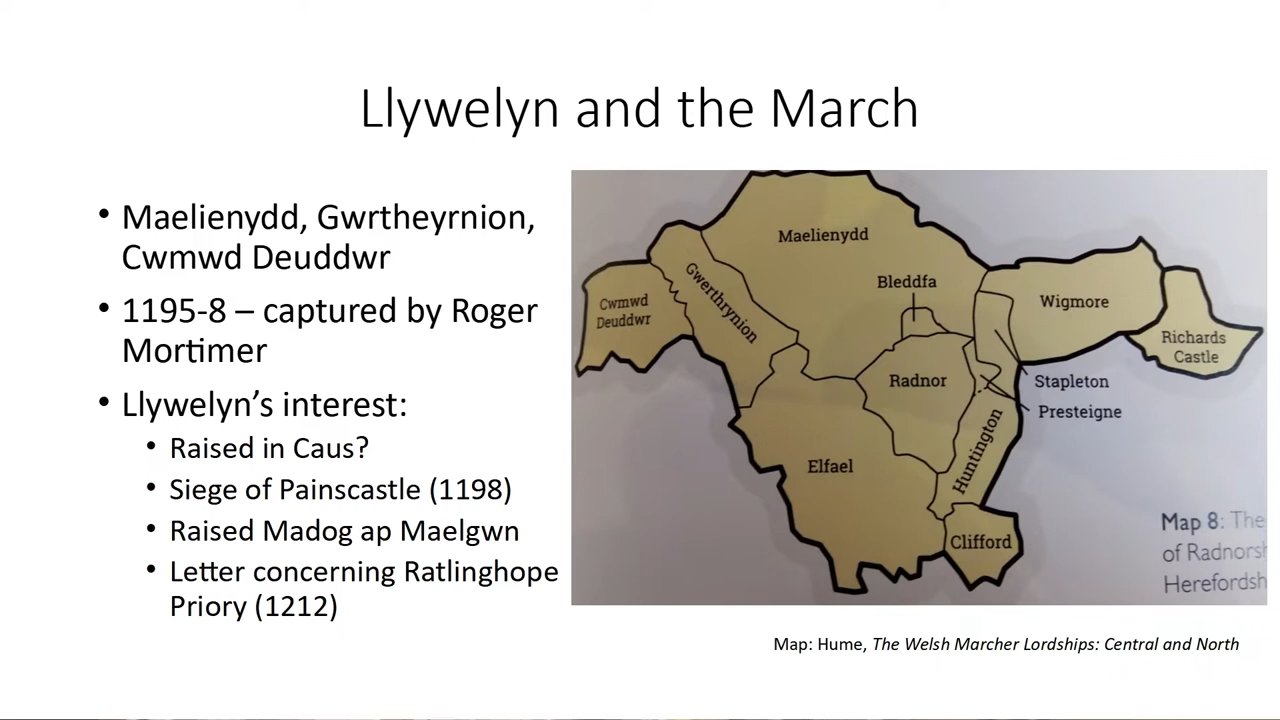 Llywelyn and the March
• Maelienydd, Gwrtheyrnion,
Cwmwd Deuddwr
• 1195-8 – captured by Roger
Mortimer
• Llywelyn’s interest:
• Raised in Caus?
• Siege of Painscastle (1198)
• Raised Madog ap Maelgwn
• Letter concerning Ratlinghope
Priory (1212)
Maelienydd
Bleddfa
Gwerthrynion
Cwmwd
Deuddwr
Wigmore
Richards
Castle
Radnor
Stapleton
Presteigne
Huntington
Elfael
Clifford
Map 8: The
of Radnorsh
Herefordsh
Map: Hume, The Welsh Marcher Lordships: Central and North